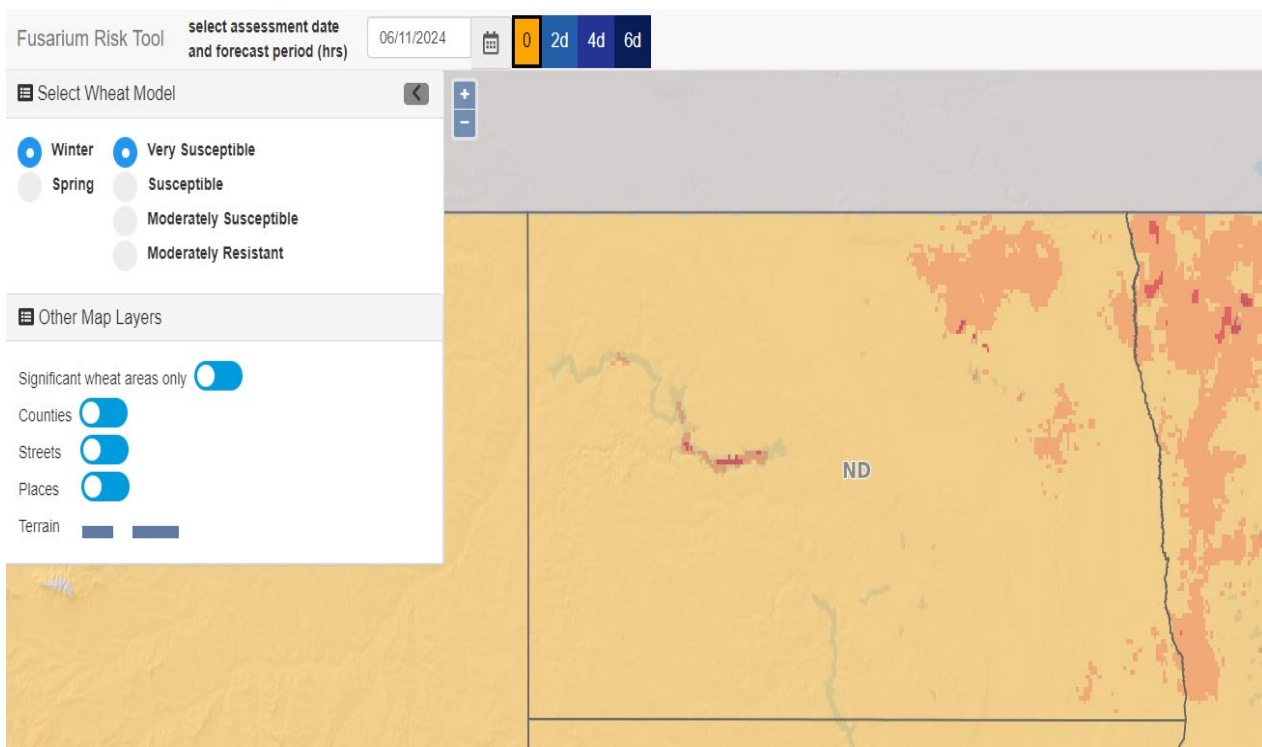 Fusarium Risk Tool
select assessment date
and forecast period (hrs)
06/11/2024
0 2d 4d 6d
Select Wheat Model
+
−
Winter Very Susceptible
Spring Susceptible
Moderately Susceptible
Moderately Resistant
Other Map Layers
Significant wheat areas only
Counties
Streets
Places
Terrain
ND